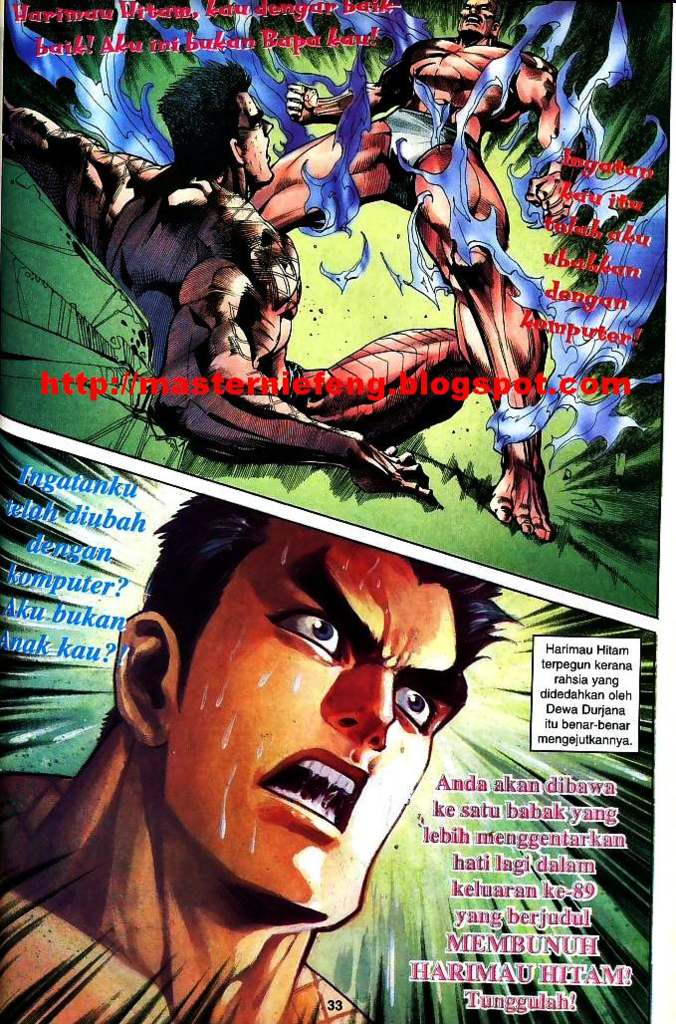 Harimau Hitam, kau dengar baik-
baik! Aku ini bukan Bapa kau!
Ingatan
kau itu
telah aku
ubahkan
dengan
komputer!
http://masterniefeng.blogspot.com
Ingatanku
telah diubah
dengan
komputer?
Aku bukan
Anak kau?!
Harimau Hitam
terpegun kerana
rahsia yang
didedahkan oleh
Dewa Durjana
itu benar-benar
mengejutkannya.
Anda akan dibawa
ke satu babak yang
lebih menggentarkan
hati lagi dalam
keluaran ke-89
yang berjudul
MEMBUNUH
HARIMAU HITAM!
Tunggulah!
33